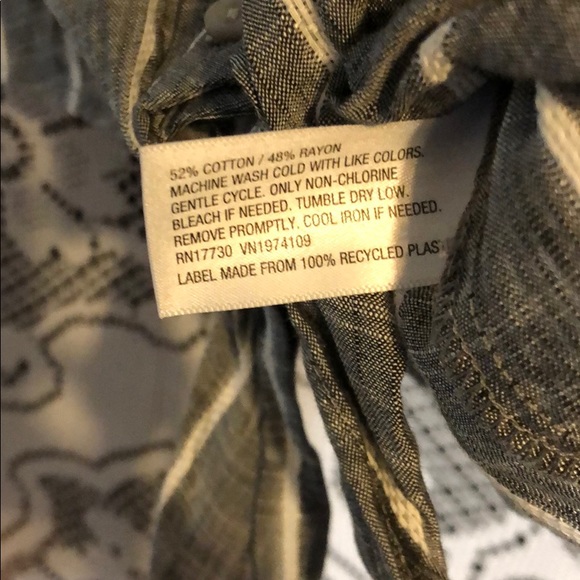 52% COTTON / 48% RAYON
MACHINE WASH COLD WITH LIKE COLORS.
GENTLE CYCLE. ONLY NON-CHLORINE
BLEACH IF NEEDED. TUMBLE DRY LOW.
REMOVE PROMPTLY. COOL IRON IF NEEDED.
RN17730 VN1974109
LABEL MADE FROM 100% RECYCLED PLAS